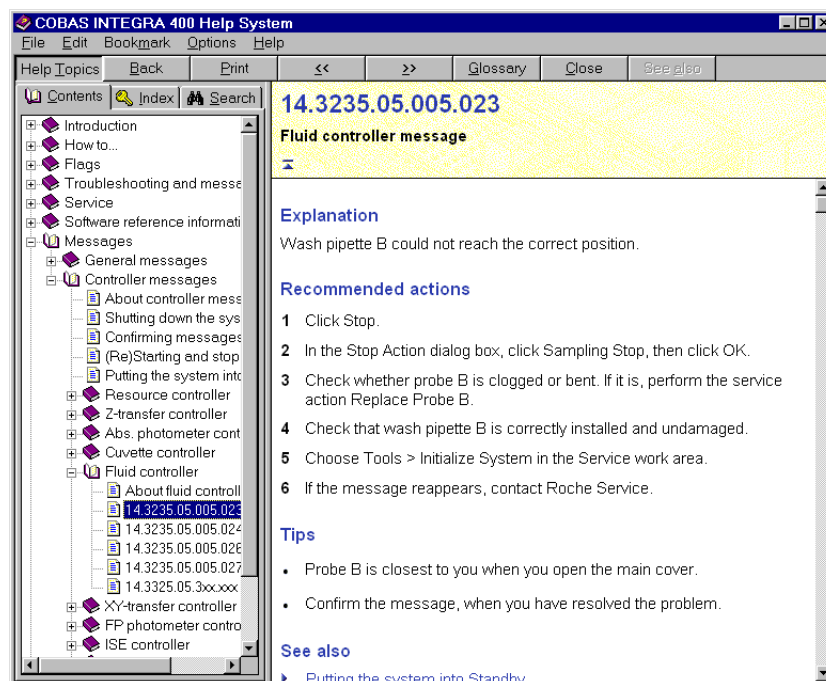 COBAS INTEGRA 400 Help System
File Edit Bookmark Options Help
Help Topics Back Print << >> Glossary Close See also
Contents Index Search
Introduction
How to...
Flags
Troubleshooting and messa
Service
Software reference informati
Messages
General messages
Controller messages
About controller mess
Shutting down the sys
Confirming messages
(Re)Starting and stop
Putting the system into
Resource controller
Z-transfer controller
Abs. photometer cont
Cuvette controller
Fluid controller
About fluid controll
14.3235.05.005.023
14.3235.05.005.024
14.3235.05.005.026
14.3235.05.005.027
14.3325.05.3xx.xxx
XY-transfer controller
FP photometer contro
ISE controller
14.3235.05.005.023
Fluid controller message
Explanation
Wash pipette B could not reach the correct position.
Recommended actions
1 Click Stop.
2 In the Stop Action dialog box, click Sampling Stop, then click OK.
3 Check whether probe B is clogged or bent. If it is, perform the service
action Replace Probe B.
4 Check that wash pipette B is correctly installed and undamaged.
5 Choose Tools > Initialize System in the Service work area.
6 If the message reappears, contact Roche Service.
Tips
• Probe B is closest to you when you open the main cover.
• Confirm the message, when you have resolved the problem.
See also
Putting the system into Standby